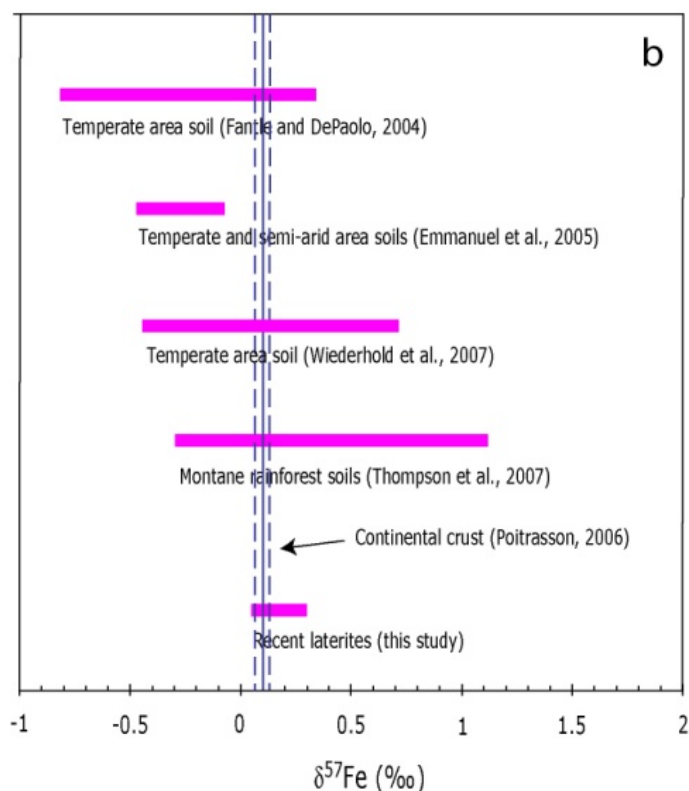 b
Temperate area soil (Fantle and DePaolo, 2004)
Temperate and semi-arid area soils (Emmanuel et al., 2005)
Temperate area soil (Wiederhold et al., 2007)
Montane rainforest soils (Thompson et al., 2007)
Continental crust (Poitrasson, 2006)
Recent laterites (this study)
-1 -0.5 0 0.5 1 1.5 2
δ⁵⁷Fe (‰)